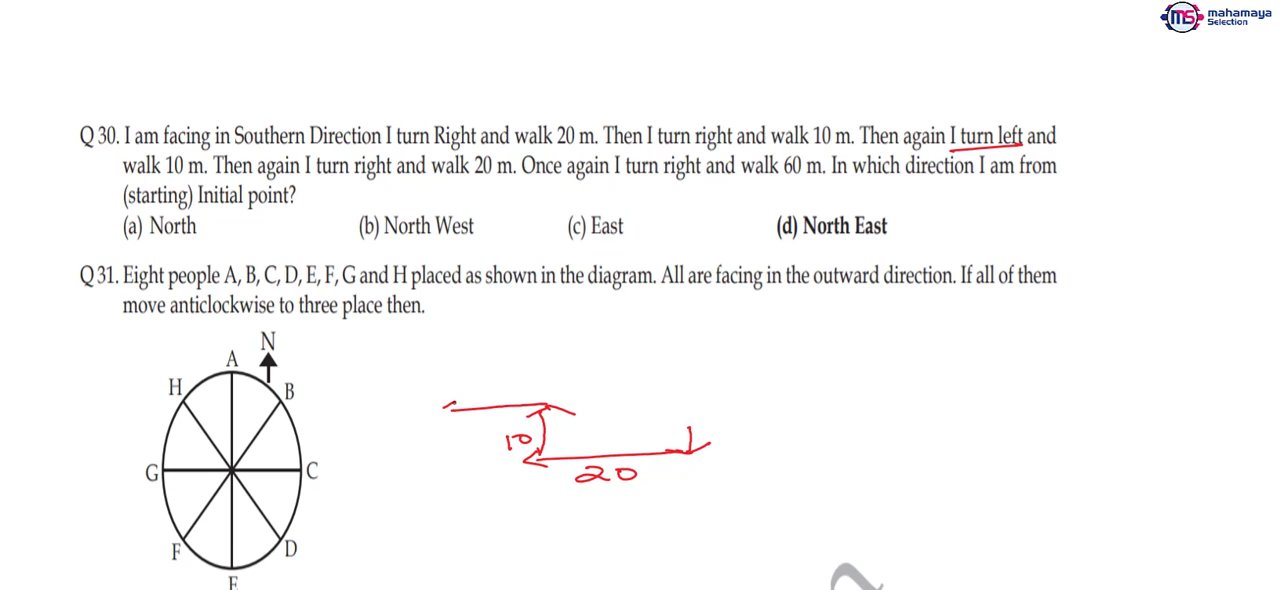 mahamaya
Selection
Q 30. I am facing in Southern Direction I turn Right and walk 20 m. Then I turn right and walk 10 m. Then again I turn left and
walk 10 m. Then again I turn right and walk 20 m. Once again I turn right and walk 60 m. In which direction I am from
(starting) Initial point?
(a) North (b) North West (c) East (d) North East
Q 31. Eight people A, B, C, D, E, F, G and H placed as shown in the diagram. All are facing in the outward direction. If all of them
move anticlockwise to three place then.
N
A
H B
10
G C
20
F D
E